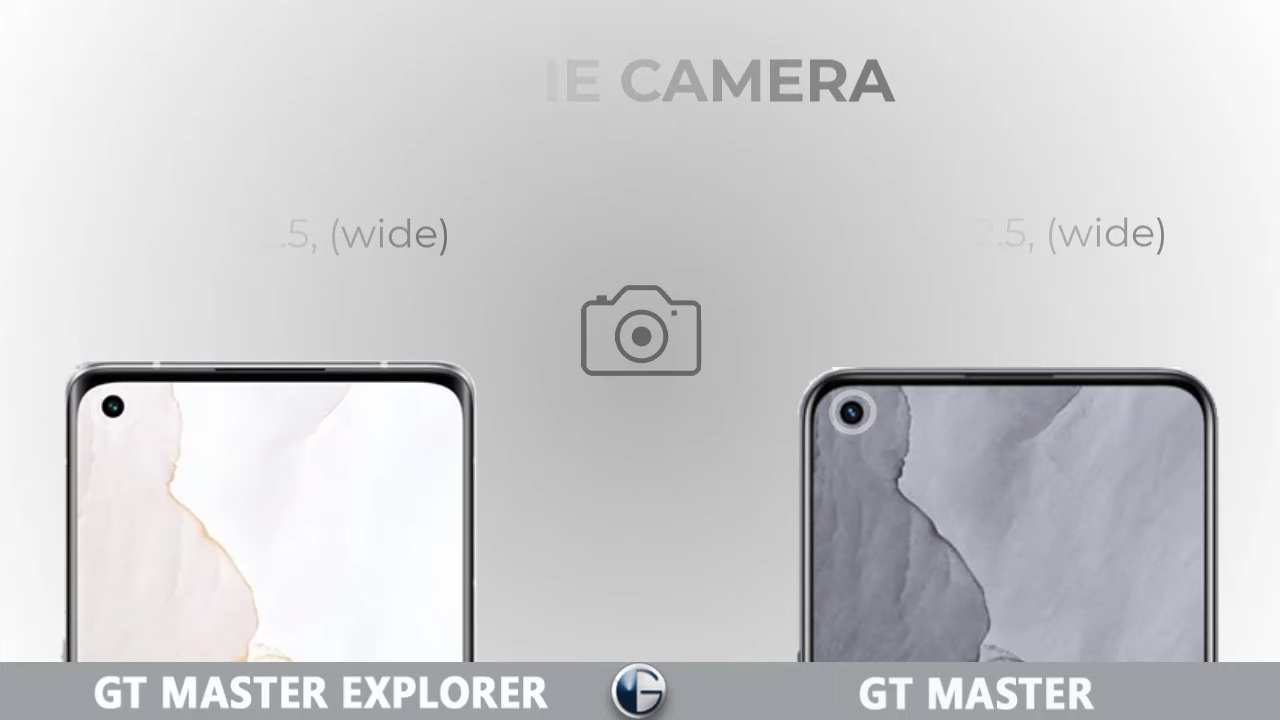 IE CAMERA
.5, (wide)
2.5, (wide)
GT MASTER EXPLORER
GT MASTER